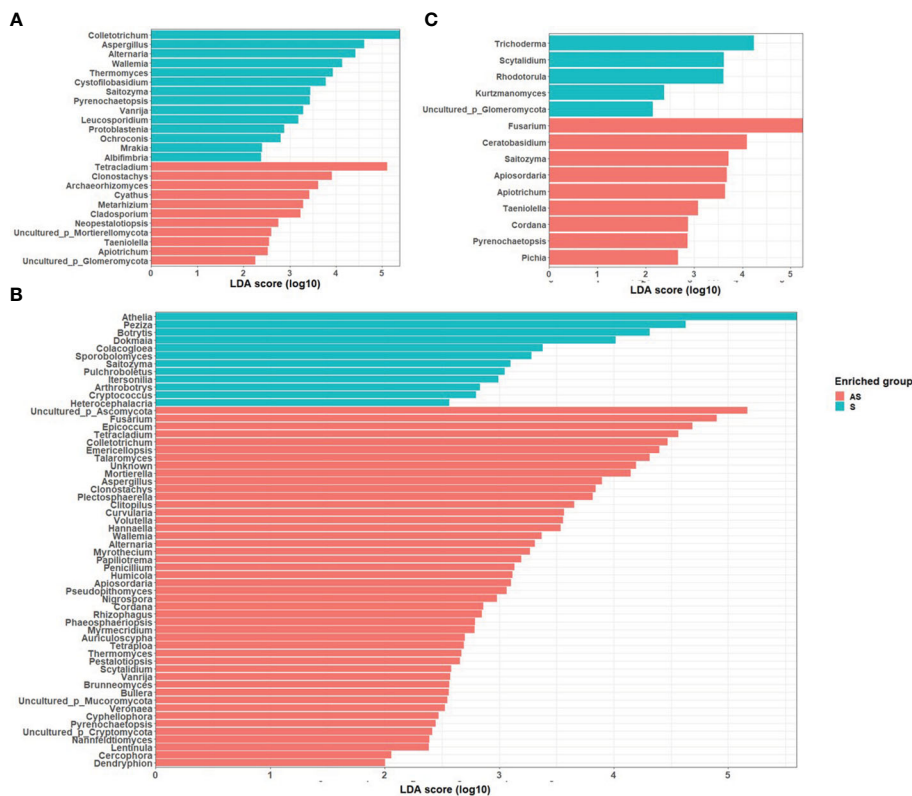 A
Colletotrichum
Aspergillus
Alternaria
Wallemia
Thermomyces
Cystofilobasidium
Saitozyma
Pyrenochaetopsis
Vanrija
Leucosporidium
Protoblastenia
Ochroconis
Mrakia
Albifimbria
Tetracladium
Clonostachys
Archaeorhizomyces
Cyathus
Metarhizium
Cladosporium
Neopestalotiopsis
Uncultured_p_Mortierellomycota
Taeniolella
Apiotrichum
Uncultured_p_Glomeromycota
0 1 2 3 4 5
LDA score (log10)
C
Trichoderma
Scytalidium
Rhodotorula
Kurtzmanomyces
Uncultured_p_Glomeromycota
Fusarium
Ceratobasidium
Saitozyma
Apiosordaria
Apiotrichum
Taeniolella
Cordana
Pyrenochaetopsis
Pichia
0 1 2 3 4 5
LDA score (log10)
B
Athelia
Peziza
Botrytis
Dokmaia
Colacogloea
Sporobolomyces
Saitozyma
Pulchroboletus
Itersonilia
Arthrobotrys
Cryptococcus
Heterocephalacria
Uncultured_p_Ascomycota
Fusarium
Epicoccum
Tetracladium
Colletotrichum
Emericellopsis
Talaromyces
Unknown
Mortierella
Aspergillus
Clonostachys
Plectosphaerella
Clitopilus
Curvularia
Volutella
Hannaella
Wallemia
Alternaria
Myrothecium
Papiliotrema
Penicillium
Humicola
Apiosordaria
Pseudopithomyces
Nigrospora
Cordana
Rhizophagus
Phaeosphaeriopsis
Myrmecridium
Auriculoscypha
Tetraploa
Thermomyces
Pestalotiopsis
Scytalidium
Vanrija
Brunneomyces
Bullera
Uncultured_p_Mucoromycota
Veronaea
Cyphellophora
Pyrenochaetopsis
Uncultured_p_Cryptomycota
Nannfeldtiomyces
Lentinula
Cercophora
Dendryphion
0 1 2 3 4 5
LDA score (log10)
Enriched group
AS
S